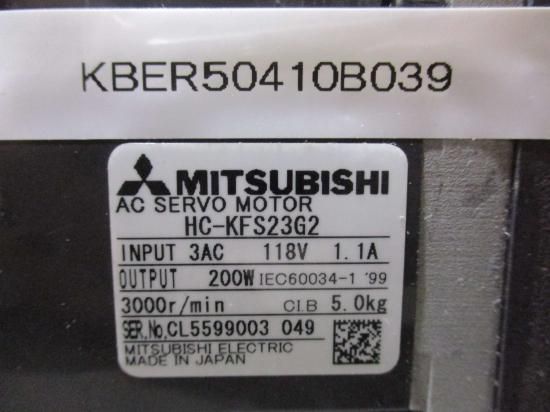 KBER50410B039
MITSUBISHI
AC SERVO MOTOR
HC-KFS23G2
INPUT 3AC 118V 1.1A
OUTPUT 200W IEC60034-1 '99
3000r/min CI.B 5.0kg
SER.No.CL5599003 049
MITSUBISHI ELECTRIC
MADE IN JAPAN